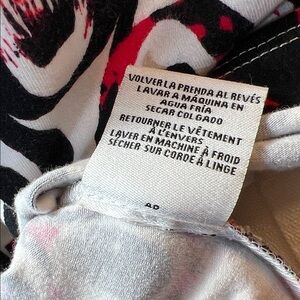 VOLVER LA PRENDA AL REVÉS
LAVAR A MÁQUINA EN
AGUA FRÍA
SECAR COLGADO
RETOURNER LE VÊTEMENT
À L'ENVERS
LAVER EN MACHINE À FROID
SÉCHER SUR CORDE À LINGE
AD